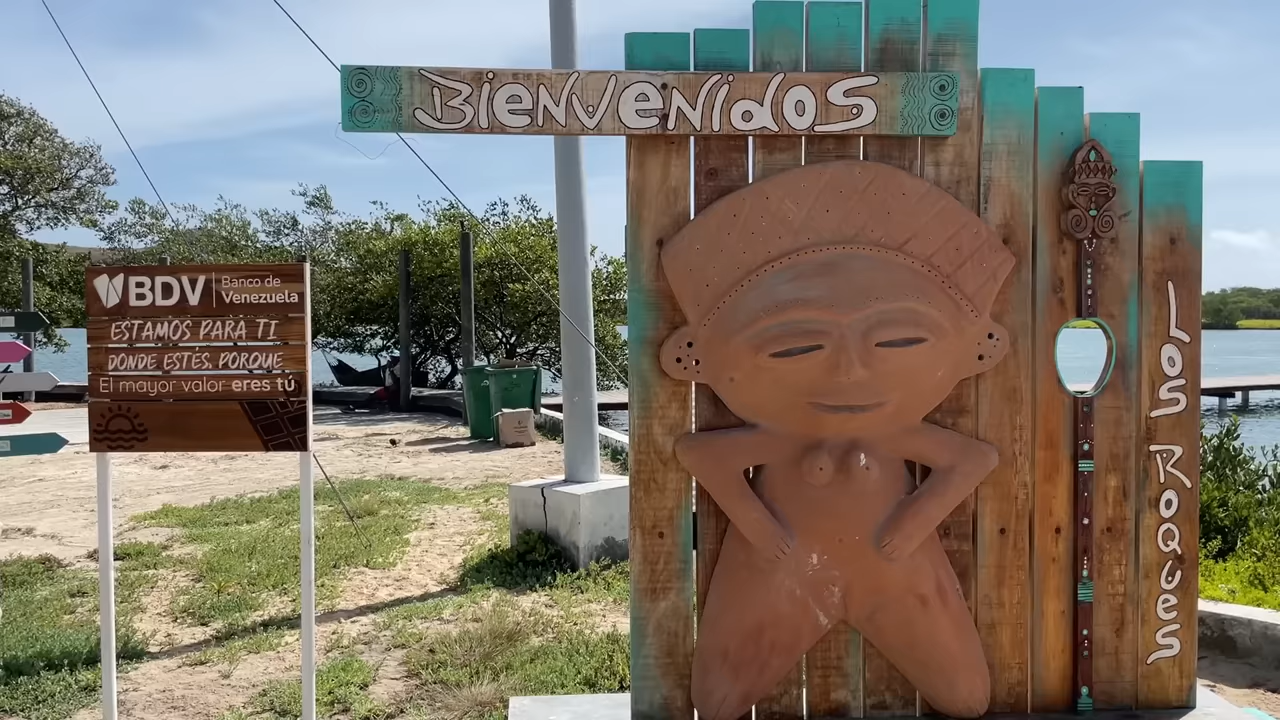 Bienvenidos
BDV Banco de
Venezuela
ESTAMOS PARA TI
DONDE ESTÉS, PORQUE
El mayor valor eres tú
Los Roques